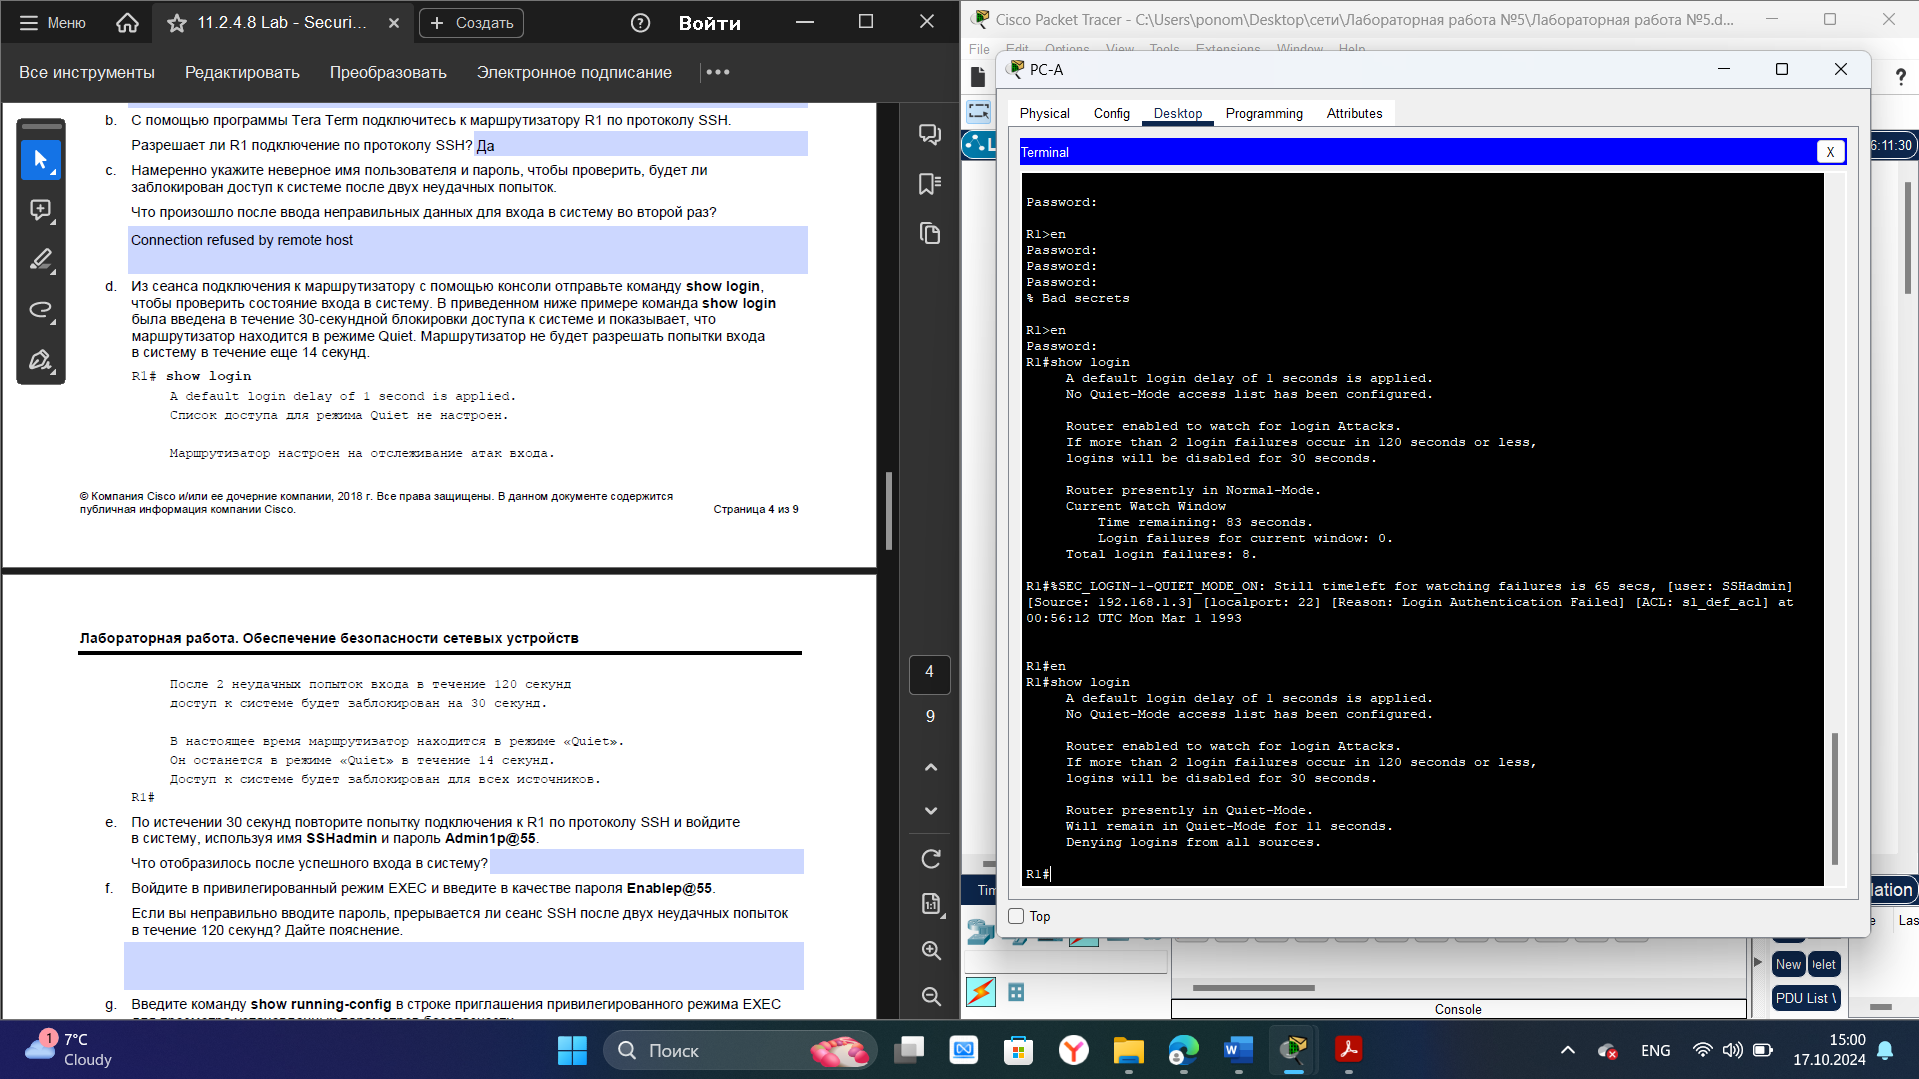 Меню
11.2.4.8 Lab - Securi...
Создать
Войти
Все инструменты
Редактировать
Преобразовать
Электронное подписание
b. С помощью программы Tera Term подключитесь к маршрутизатору R1 по протоколу SSH.
Разрешает ли R1 подключение по протоколу SSH? Да
c. Намеренно укажите неверное имя пользователя и пароль, чтобы проверить, будет ли
заблокирован доступ к системе после двух неудачных попыток.
Что произошло после ввода неправильных данных для входа в систему во второй раз?
Connection refused by remote host
d. Из сеанса подключения к маршрутизатору с помощью консоли отправьте команду show login,
чтобы проверить состояние входа в систему. В приведенном ниже примере команда show login
была введена в течение 30-секундной блокировки доступа к системе и показывает, что
маршрутизатор находится в режиме Quiet. Маршрутизатор не будет разрешать попытки входа
в систему в течение еще 14 секунд.
R1# show login
A default login delay of 1 second is applied.
Список доступа для режима Quiet не настроен.
Маршрутизатор настроен на отслеживание атак входа.
© Компания Cisco и/или ее дочерние компании, 2018 г. Все права защищены. В данном документе содержится
публичная информация компании Cisco.
Страница 4 из 9
Лабораторная работа. Обеспечение безопасности сетевых устройств
После 2 неудачных попыток входа в течение 120 секунд
доступ к системе будет заблокирован на 30 секунд.
В настоящее время маршрутизатор находится в режиме «Quiet».
Он останется в режиме «Quiet» в течение 14 секунд.
Доступ к системе будет заблокирован для всех источников.
R1#
e. По истечении 30 секунд повторите попытку подключения к R1 по протоколу SSH и войдите
в систему, используя имя SSHadmin и пароль Admin1p@55.
Что отобразилось после успешного входа в систему?
f. Войдите в привилегированный режим EXEC и введите в качестве пароля Enablep@55.
Если вы неправильно вводите пароль, прерывается ли сеанс SSH после двух неудачных попыток
в течение 120 секунд? Дайте пояснение.
g. Введите команду show running-config в строке приглашения привилегированного режима EXEC
4
9
1:1
Cisco Packet Tracer - C:\Users\ponom\Desktop\сети\Лабораторная работа №5\Лабораторная работа №5.d...
File Edit Options View Tools Extensions Window Help
?
L
6:11:30
PC-A
Physical
Config
Desktop
Programming
Attributes
Terminal
X
Password:
R1>en
Password:
Password:
Password:
% Bad secrets
R1>en
Password:
R1#show login
A default login delay of 1 seconds is applied.
No Quiet-Mode access list has been configured.
Router enabled to watch for login Attacks.
If more than 2 login failures occur in 120 seconds or less,
logins will be disabled for 30 seconds.
Router presently in Normal-Mode.
Current Watch Window
Time remaining: 83 seconds.
Login failures for current window: 0.
Total login failures: 8.
R1#%SEC_LOGIN-1-QUIET_MODE_ON: Still timeleft for watching failures is 65 secs, [user: SSHadmin]
[Source: 192.168.1.3] [localport: 22] [Reason: Login Authentication Failed] [ACL: sl_def_acl] at
00:56:12 UTC Mon Mar 1 1993
R1#en
R1#show login
A default login delay of 1 seconds is applied.
No Quiet-Mode access list has been configured.
Router enabled to watch for login Attacks.
If more than 2 login failures occur in 120 seconds or less,
logins will be disabled for 30 seconds.
Router presently in Quiet-Mode.
Will remain in Quiet-Mode for 11 seconds.
Denying logins from all sources.
R1#
Top
Tim
lation
e
Las
New
elet
PDU List \
Console
1
7°C
Cloudy
Поиск
ENG
15:00
17.10.2024